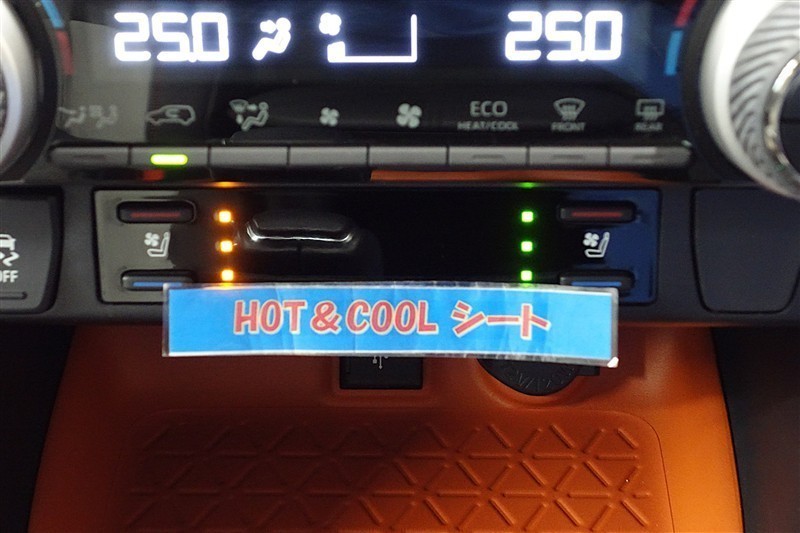 25.0 25.0
ECO
HEAT/COOL FRONT REAR
OFF
HOT & COOL シート